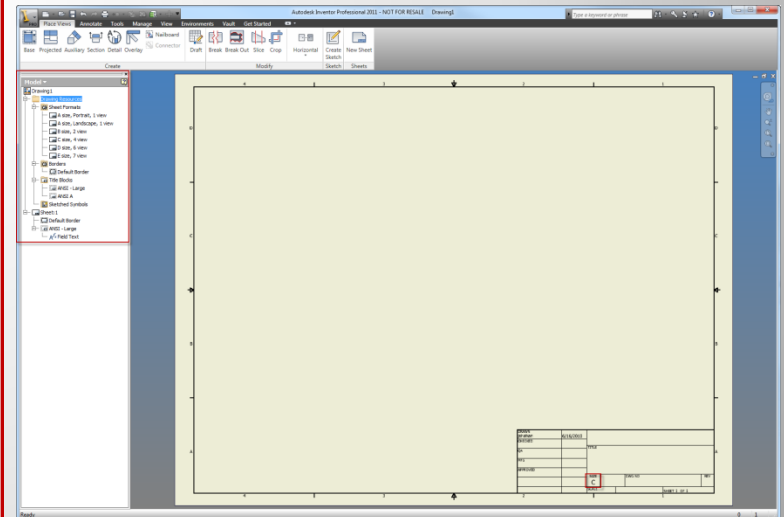 Autodesk Inventor Professional 2011 - NOT FOR RESALE Drawing1
Type a keyword or phrase
PRO
Place Views Annotate Tools Manage View Environments Vault Get Started
Base Projected Auxiliary Section Detail Overlay
Nailboard
Connector
Draft Break Break Out Slice Crop Horizontal
Create Sketch
New Sheet
Create Modify Sketch Sheets
Model
Drawing1
Drawing Resources
Sheet Formats
A size, Portrait, 1 view
A size, Landscape, 1 view
B size, 2 view
C size, 4 view
D size, 6 view
E size, 7 view
Borders
Default Border
Title Blocks
ANSI - Large
ANSI A
Sketched Symbols
Sheet:1
Default Border
ANSI - Large
Field Text
DRAWN
CHECKED
QA
MFG
APPROVED
TITLE
SIZE
C
DWG NO
REV
SCALE
SHEET 1 OF 1
Ready
0 1